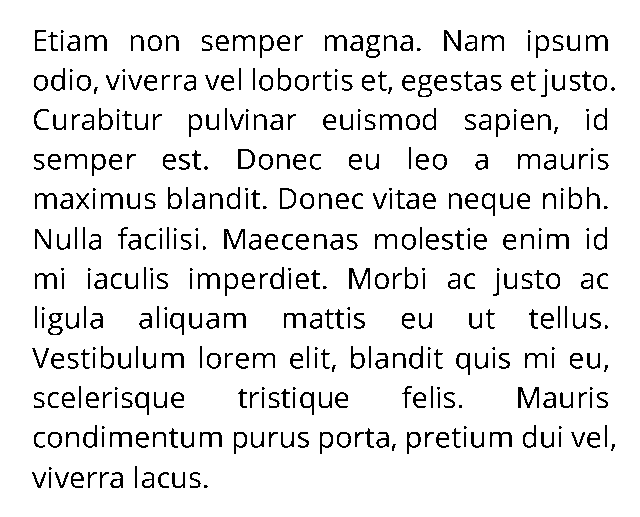 Etiam non semper magna. Nam ipsum
odio, viverra vel lobortis et, egestas et justo.
Curabitur pulvinar euismod sapien, id
semper est. Donec eu leo a mauris
maximus blandit. Donec vitae neque nibh.
Nulla facilisi. Maecenas molestie enim id
mi iaculis imperdiet. Morbi ac justo ac
ligula aliquam mattis eu ut tellus.
Vestibulum lorem elit, blandit quis mi eu,
scelerisque tristique felis. Mauris
condimentum purus porta, pretium dui vel,
viverra lacus.